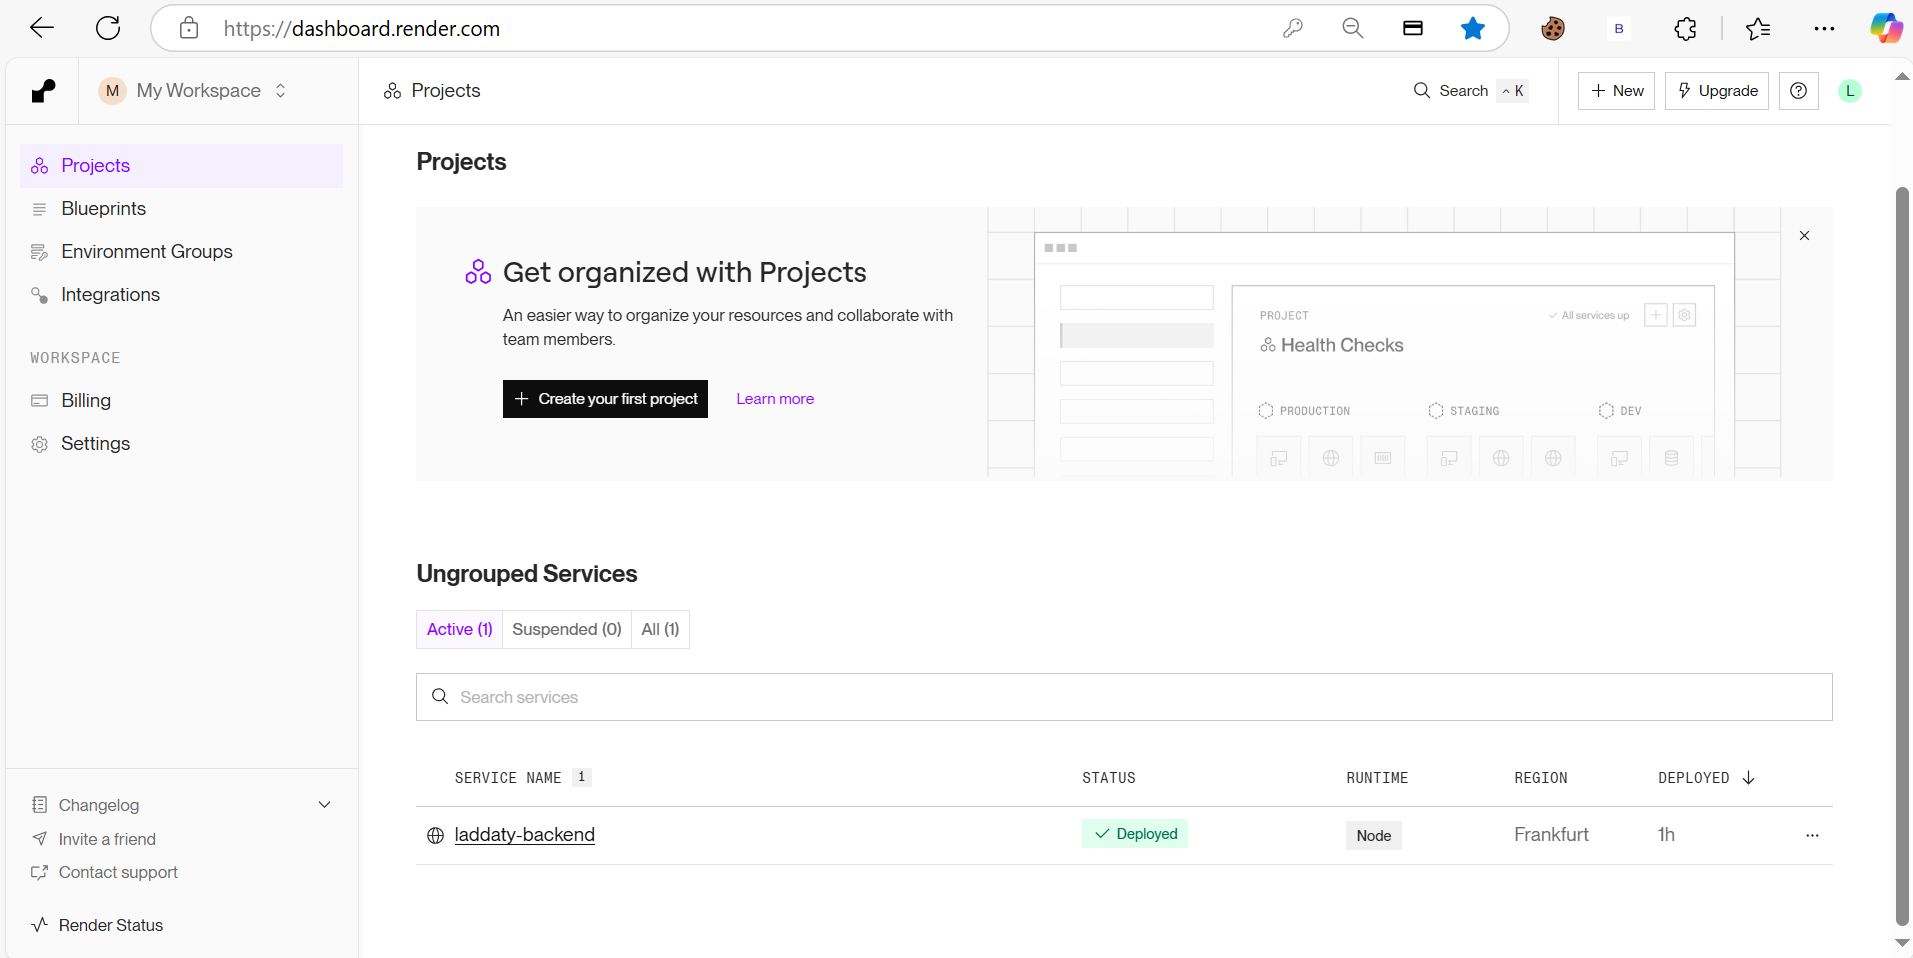 https://dashboard.render.com
B
M My Workspace
Projects
Search ^ K
+ New
Upgrade
L
Projects
Blueprints
Environment Groups
Integrations
WORKSPACE
Billing
Settings
Changelog
Invite a friend
Contact support
Render Status
Projects
Get organized with Projects
An easier way to organize your resources and collaborate with
team members.
+ Create your first project
Learn more
PROJECT
All services up
Health Checks
PRODUCTION
STAGING
DEV
Ungrouped Services
Active (1)
Suspended (0)
All (1)
Search services
SERVICE NAME 1
STATUS
RUNTIME
REGION
DEPLOYED
laddaty-backend
Deployed
Node
Frankfurt
1h